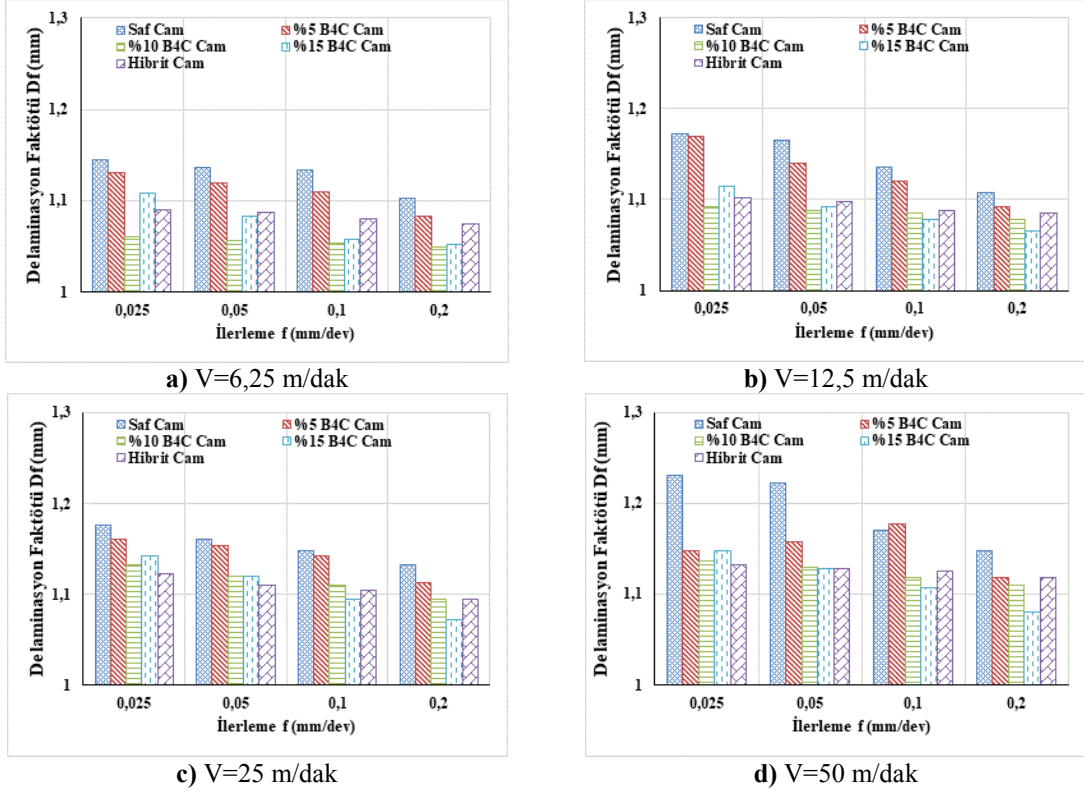 Delaminasyon Faktötü Df (mm)
1,3
1,2
1,1
1
Saf Cam
%5 B4C Cam
%10 B4C Cam
%15 B4C Cam
Hibrit Cam
0,025
0,05
0,1
0,2
İlerleme f (mm/dev)
a) V=6,25 m/dak
Delaminasyon Faktötü Df (mm)
1,3
1,2
1,1
1
Saf Cam
%5 B4C Cam
%10 B4C Cam
%15 B4C Cam
Hibrit Cam
0,025
0,05
0,1
0,2
İlerleme f (mm/dev)
b) V=12,5 m/dak
Delaminasyon Faktötü Df (mm)
1,3
1,2
1,1
1
Saf Cam
%5 B4C Cam
%10 B4C Cam
%15 B4C Cam
Hibrit Cam
0,025
0,05
0,1
0,2
İlerleme f (mm/dev)
c) V=25 m/dak
Delaminasyon Faktötü Df (mm)
1,3
1,2
1,1
1
Saf Cam
%5 B4C Cam
%10 B4C Cam
%15 B4C Cam
Hibrit Cam
0,025
0,05
0,1
0,2
İlerleme f (mm/dev)
d) V=50 m/dak